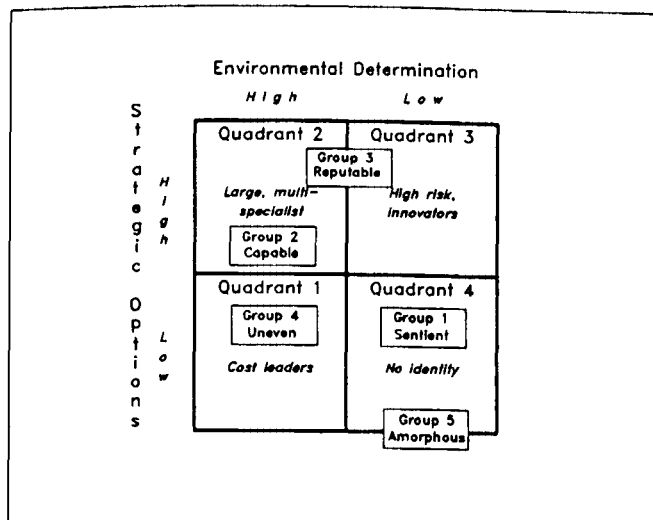 Environmental Determination
High
Low
Strategic Options
High
Low
Quadrant 2
Quadrant 3
Group 3
Reputable
Large, multi-
specialist
High risk,
innovators
Group 2
Capable
Quadrant 1
Quadrant 4
Group 4
Uneven
Group 1
Sentient
Cost leaders
No identity
Group 5
Amorphous